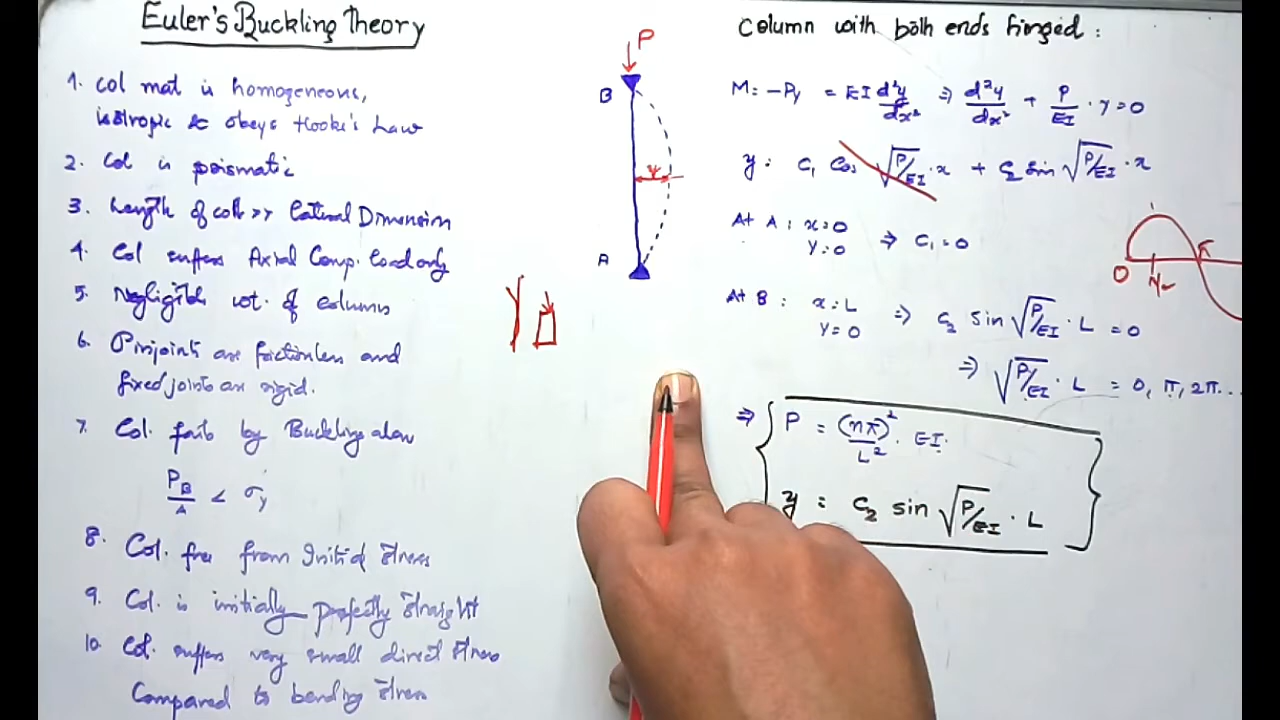 Euler's Buckling Theory
1. Col mat is homogeneous,
isotropic & obeys Hooke's Law
2. Col is prismatic
3. Length of col >> lateral Dimension
4. Col suffers Axial Comp. load only
5. Negligible wt. of column
6. Pinjoints are frictionless and
fixed joints are rigid.
7. Col. fails by Buckling alone
P_B/A < σy
8. Col. free from Initial stress
9. Col. is initially perfectly straight
10. Col. suffers very small direct stress
Compared to bending stress
P
B
y
A
Column with both ends hinged :
M = -Py = EI d²y/dx² ⇒ d²y/dx² + P/EI · y = 0
y = C₁ Cos √P/EI · x + C₂ sin √P/EI · x
At A : x=0
y=0 ⇒ C₁ = 0
At B : x=L
y=0 ⇒ C₂ sin √P/EI · L = 0
⇒ √P/EI · L = 0, π, 2π...
⇒ P = (nπ)²/L² · EI
y = C₂ sin √P/EI · L
0